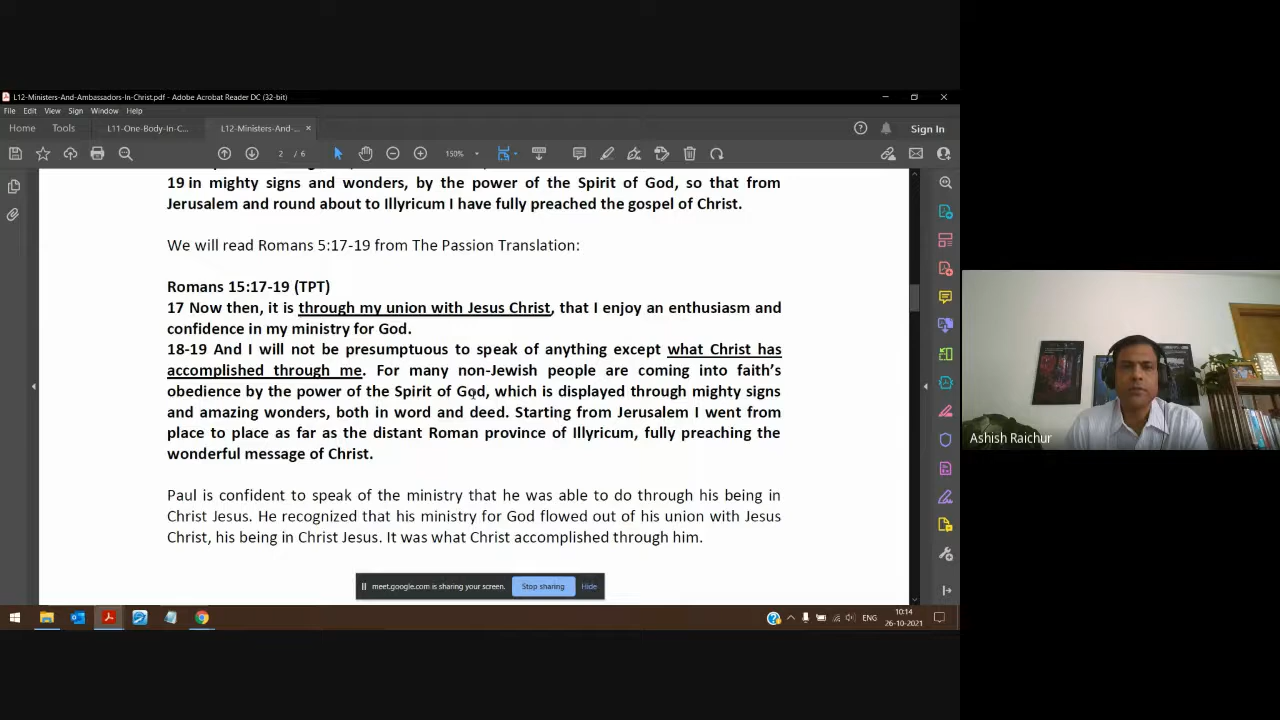 L12-Ministers-And-Ambassadors-In-Christ.pdf - Adobe Acrobat Reader DC (32-bit)
File Edit View Sign Window Help
Home Tools L11-One-Body-In-C... L12-Ministers-And-... × Sign In
2 / 6 150%
19 in mighty signs and wonders, by the power of the Spirit of God, so that from
Jerusalem and round about to Illyricum I have fully preached the gospel of Christ.
We will read Romans 5:17-19 from The Passion Translation:
Romans 15:17-19 (TPT)
17 Now then, it is through my union with Jesus Christ, that I enjoy an enthusiasm and
confidence in my ministry for God.
18-19 And I will not be presumptuous to speak of anything except what Christ has
accomplished through me. For many non-Jewish people are coming into faith's
obedience by the power of the Spirit of God, which is displayed through mighty signs
and amazing wonders, both in word and deed. Starting from Jerusalem I went from
place to place as far as the distant Roman province of Illyricum, fully preaching the
wonderful message of Christ.
Paul is confident to speak of the ministry that he was able to do through his being in
Christ Jesus. He recognized that his ministry for God flowed out of his union with Jesus
Christ, his being in Christ Jesus. It was what Christ accomplished through him.
meet.google.com is sharing your screen. Stop sharing Hide
ENG 10:14
26-10-2021
Ashish Raichur